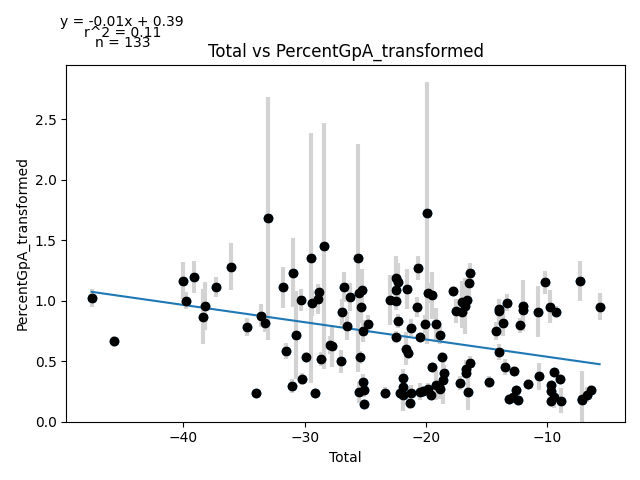 y = -0.01x + 0.39
r^2 = 0.11
n = 133
Total vs PercentGpA_transformed
PercentGpA_transformed
2.5
2.0
1.5
1.0
0.5
0.0
−40
−30
−20
−10
Total